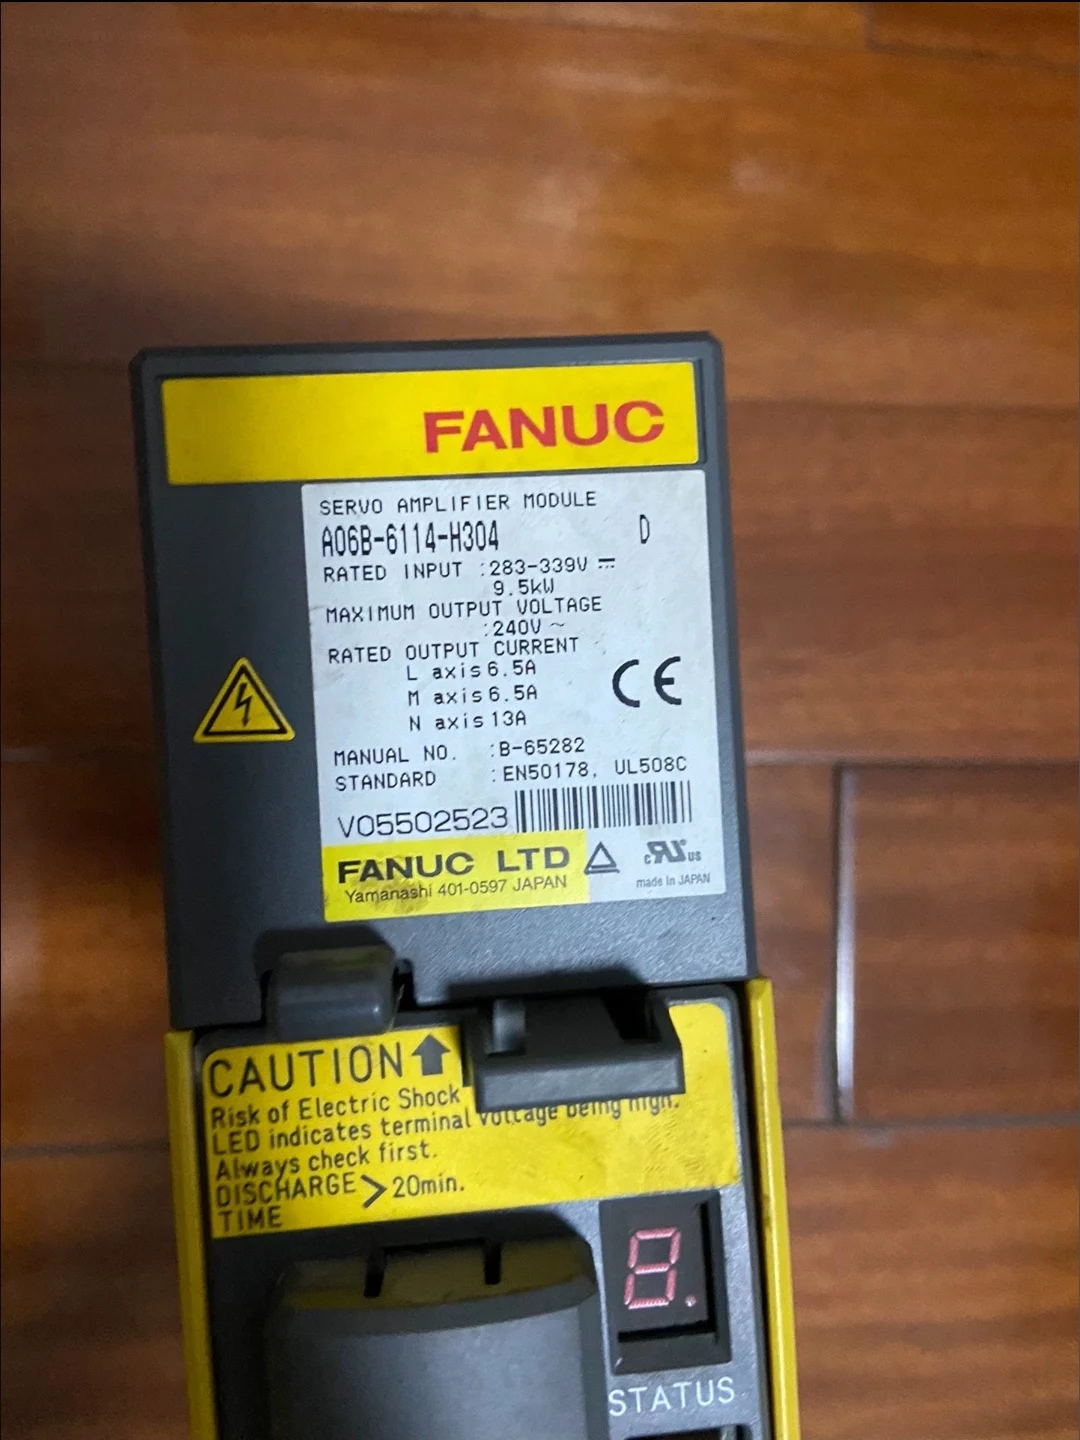 FANUC
SERVO AMPLIFIER MODULE
A06B-6114-H304 D
RATED INPUT :283-339V ⎓
9.5kW
MAXIMUM OUTPUT VOLTAGE
:240V ~
RATED OUTPUT CURRENT
L axis 6.5A
M axis 6.5A
N axis 13A
CE
MANUAL NO. :B-65282
STANDARD :EN50178, UL508C
V05502523
FANUC LTD
Yamanashi 401-0597 JAPAN
c RU us
made in JAPAN
CAUTION
Risk of Electric Shock
LED indicates terminal voltage being high.
Always check first.
DISCHARGE > 20min.
TIME
8.
STATUS